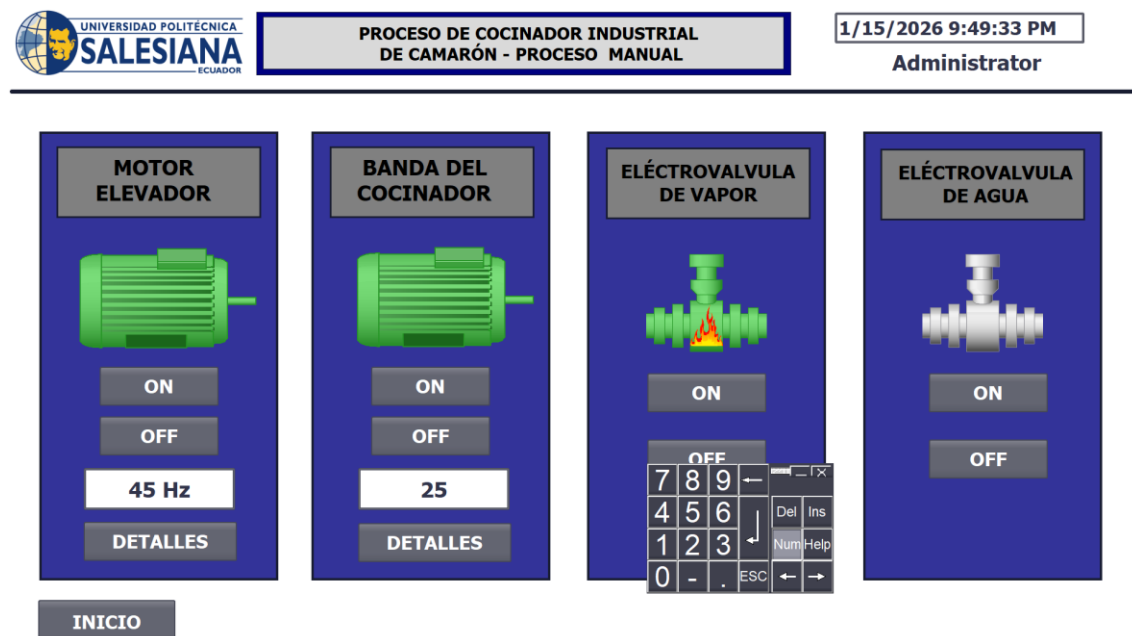 UNIVERSIDAD POLITÉCNICA
SALESIANA
ECUADOR
PROCESO DE COCINADOR INDUSTRIAL
DE CAMARÓN - PROCESO MANUAL
1/15/2026 9:49:33 PM
Administrator
MOTOR
ELEVADOR
ON
OFF
45 Hz
DETALLES
BANDA DEL
COCINADOR
ON
OFF
25
DETALLES
ELÉCTROVALVULA
DE VAPOR
ON
OFF
7 8 9 ←
4 5 6 Del Ins
1 2 3 ↵ Num Help
0 - . ESC ← →
ELÉCTROVALVULA
DE AGUA
ON
OFF
INICIO